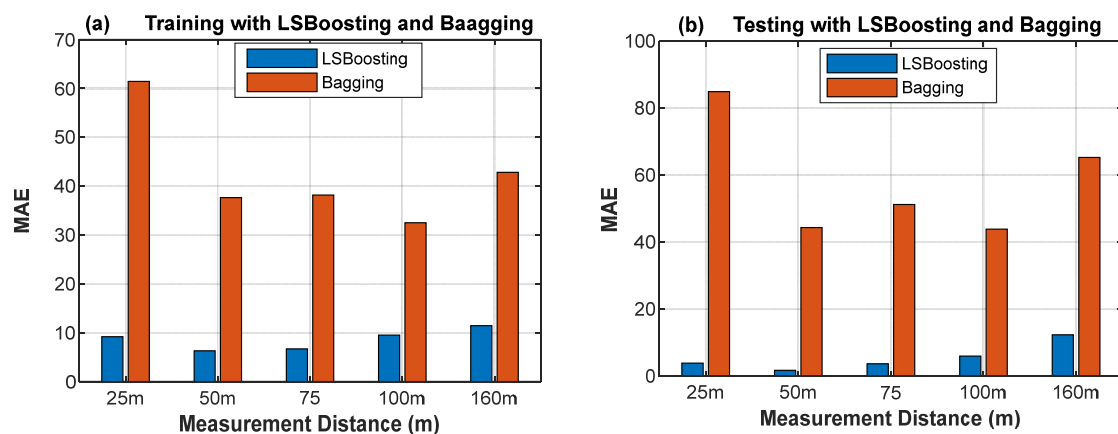 (a) Training with LSBoosting and Baagging
70
60
50
40
30
20
10
0
LSBoosting
Bagging
MAE
25m 50m 75 100m 160m
Measurement Distance (m)
(b) Testing with LSBoosting and Bagging
100
80
60
40
20
0
LSBoosting
Bagging
MAE
25m 50m 75 100m 160m
Measurement Distance (m)